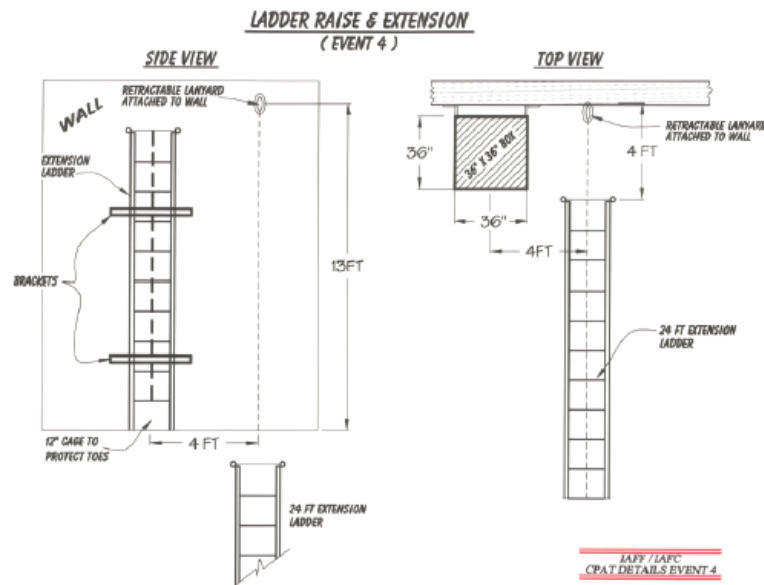 LADDER RAISE & EXTENSION
( EVENT 4 )
SIDE VIEW
WALL
RETRACTABLE LANYARD
ATTACHED TO WALL
EXTENSION
LADDER
BRACKETS
13FT
12" CAGE TO
PROTECT TOES
4 FT
24 FT EXTENSION
LADDER
TOP VIEW
RETRACTABLE LANYARD
ATTACHED TO WALL
36"
36" X 36" BOX
4 FT
36"
4FT
24 FT EXTENSION
LADDER
IAFF / IAFC
CPAT DETAILS EVENT 4